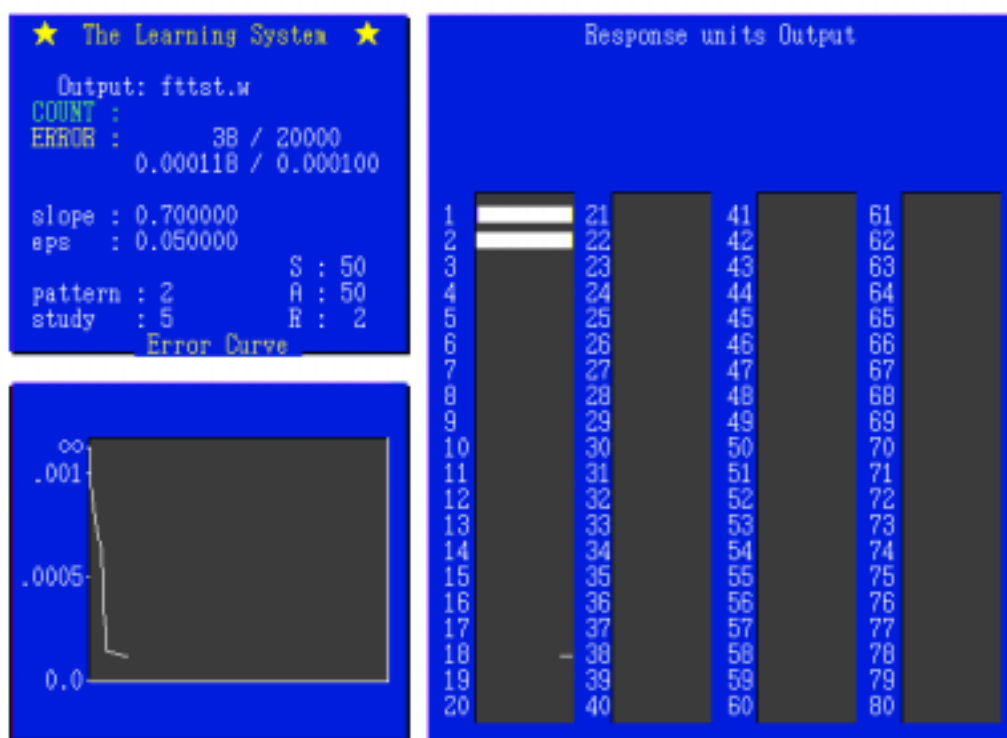 ★ The Learning System ★
Output: fttst.w
COUNT :
ERROR : 38 / 20000
0.000118 / 0.000100
slope : 0.700000
eps : 0.050000
S : 50
pattern : 2 A : 50
study : 5 R : 2
Error Curve
∞
.001
.0005
0.0
Response units Output
1 21 41 61
2 22 42 62
3 23 43 63
4 24 44 64
5 25 45 65
6 26 46 66
7 27 47 67
8 28 48 68
9 29 49 69
10 30 50 70
11 31 51 71
12 32 52 72
13 33 53 73
14 34 54 74
15 35 55 75
16 36 56 76
17 37 57 77
18 38 58 78
19 39 59 79
20 40 60 80